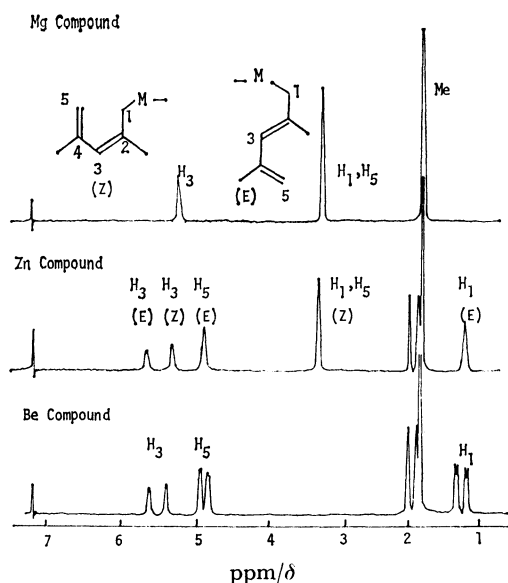 Mg Compound
M
1
5
4
2
3
(Z)
M
1
3
(E)
5
Me
H3
H1,H5
Zn Compound
H3
(E)
H3
(Z)
H5
(E)
H1,H5
(Z)
H1
(E)
Be Compound
H3
H5
H1
7 6 5 4 3 2 1
ppm/δ